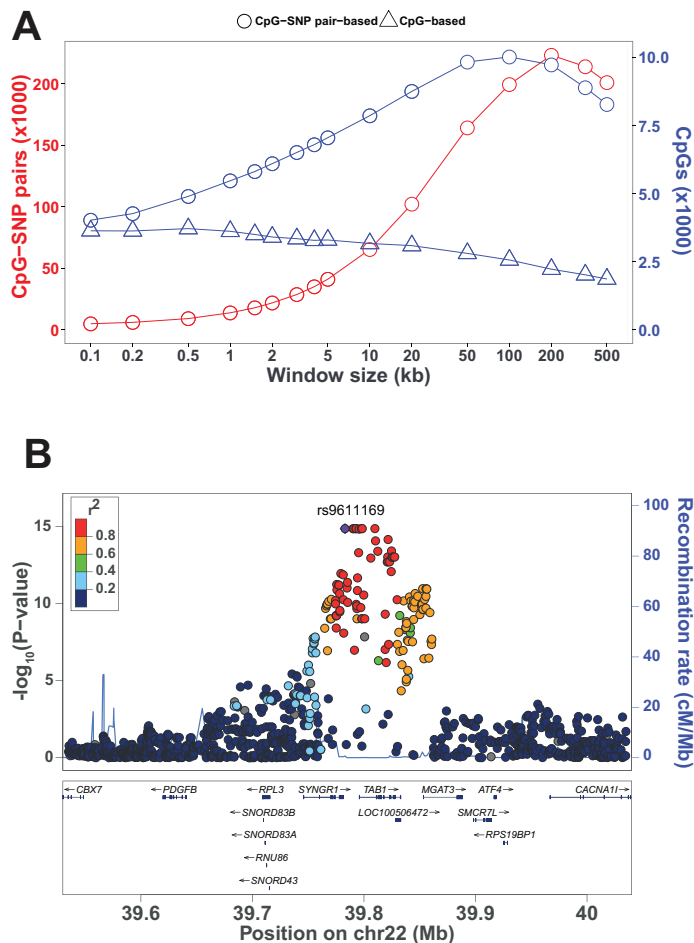 A
CpG−SNP pair-based CpG−based
CpG−SNP pairs (x1000)
200
150
100
50
0
CpGs (x1000)
10.0
7.5
5.0
2.5
0.0
0.1 0.2 0.5 1 2 5 10 20 50 100 200 500
Window size (kb)
B
rs9611169
r2
0.8
0.6
0.4
0.2
-log10(P−value)
15
10
5
0
Recombination rate (cM/Mb)
100
80
60
40
20
0
←CBX7 ←PDGFB ←RPL3 SYNGR1→ TAB1→ MGAT3→ ATF4→ CACNA1I→
←SNORD83B LOC100506472→ SMCR7L→
←SNORD83A ←RPS19BP1
←RNU86
←SNORD43
39.6 39.7 39.8 39.9 40
Position on chr22 (Mb)